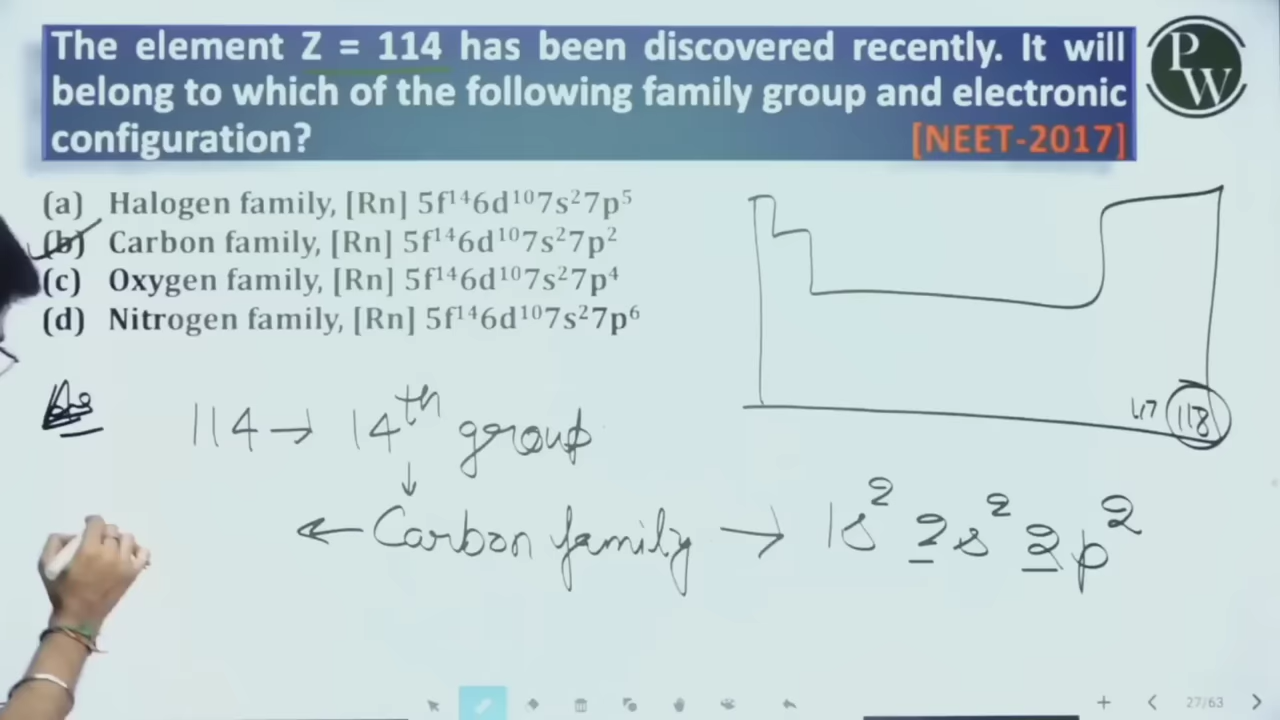 The element Z = 114 has been discovered recently. It will
belong to which of the following family group and electronic
configuration? [NEET-2017]
PW
(a) Halogen family, [Rn] 5f¹⁴6d¹⁰7s²7p⁵
(b) Carbon family, [Rn] 5f¹⁴6d¹⁰7s²7p²
(c) Oxygen family, [Rn] 5f¹⁴6d¹⁰7s²7p⁴
(d) Nitrogen family, [Rn] 5f¹⁴6d¹⁰7s²7p⁶
117 118
114 → 14th group
↓
← Carbon family → 1s² 2s² 2p²
27/63